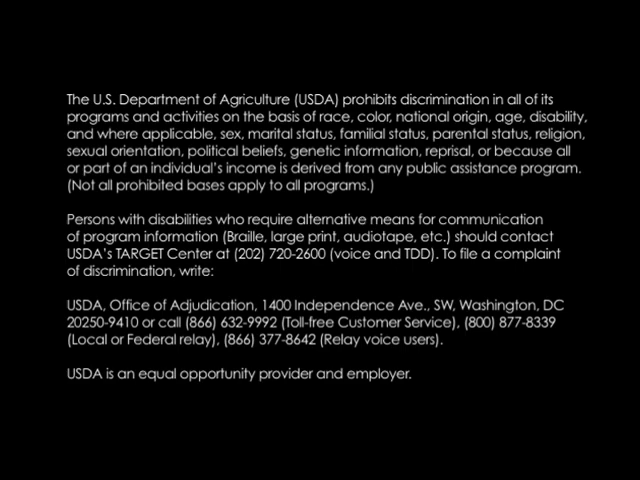 The U.S. Department of Agriculture (USDA) prohibits discrimination in all of its
programs and activities on the basis of race, color, national origin, age, disability,
and where applicable, sex, marital status, familial status, parental status, religion,
sexual orientation, political beliefs, genetic information, reprisal, or because all
or part of an individual's income is derived from any public assistance program.
(Not all prohibited bases apply to all programs.)
Persons with disabilities who require alternative means for communication
of program information (Braille, large print, audiotape, etc.) should contact
USDA's TARGET Center at (202) 720-2600 (voice and TDD). To file a complaint
of discrimination, write:
USDA, Office of Adjudication, 1400 Independence Ave., SW, Washington, DC
20250-9410 or call (866) 632-9992 (Toll-free Customer Service), (800) 877-8339
(Local or Federal relay), (866) 377-8642 (Relay voice users).
USDA is an equal opportunity provider and employer.